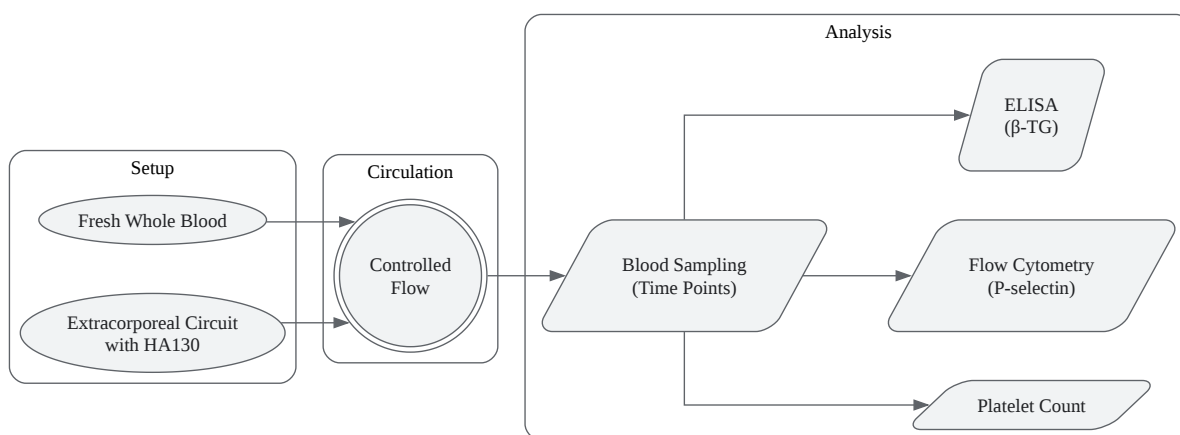 Setup
Fresh Whole Blood
Extracorporeal Circuit
with HA130
Circulation
Controlled
Flow
Analysis
Blood Sampling
(Time Points)
ELISA
(β-TG)
Flow Cytometry
(P-selectin)
Platelet Count